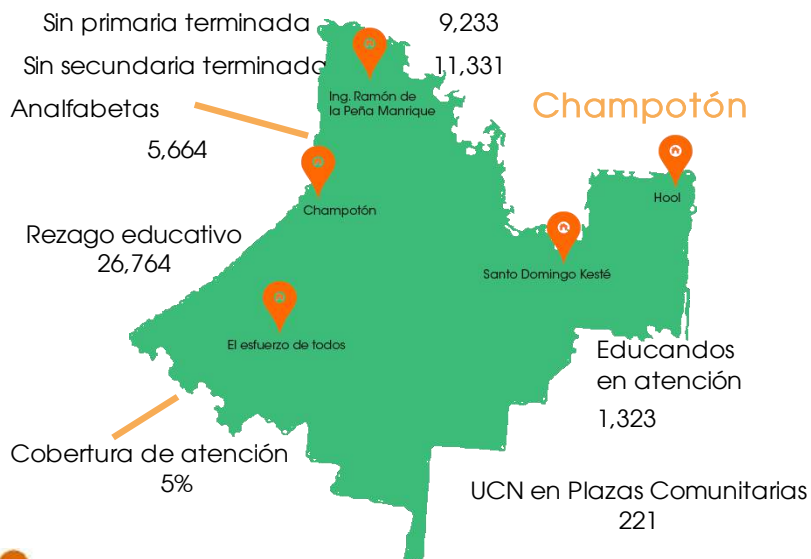 Sin primaria terminada 9,233
Sin secundaria terminada 11,331
Analfabetas
5,664
Ing. Ramón de
la Peña Manrique
Champotón
Hool
Champotón
Rezago educativo
26,764
Santo Domingo Kesté
El esfuerzo de todos
Educandos
en atención
1,323
Cobertura de atención
5%
UCN en Plazas Comunitarias
221